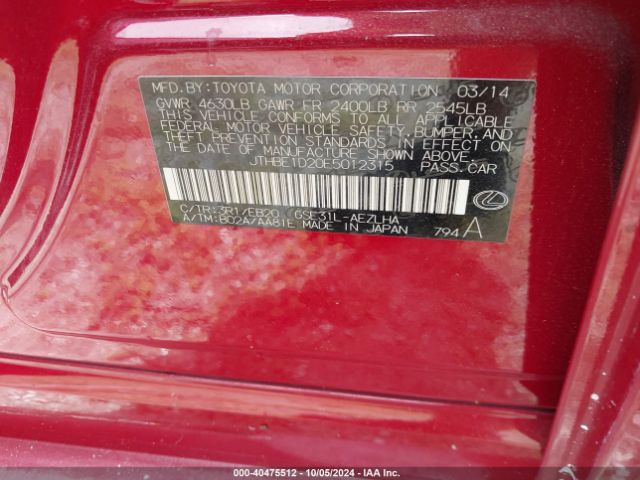 MFD.BY:TOYOTA MOTOR CORPORATION 03/14
GVWR 4630LB GAWR FR 2400LB RR 2545LB
THIS VEHICLE CONFORMS TO ALL APPLICABLE
FEDERAL MOTOR VEHICLE SAFETY, BUMPER, AND
THEFT PREVENTION STANDARDS IN EFFECT ON
THE DATE OF MANUFACTURE SHOWN ABOVE.
JTHBE1D20E5012315 PASS.CAR
C/TR:3R1/EB20 GSE31L-AEZLHA
A/TM:B02A/AA81E MADE IN JAPAN 794A
000-40475512 - 10/05/2024 - IAA Inc.